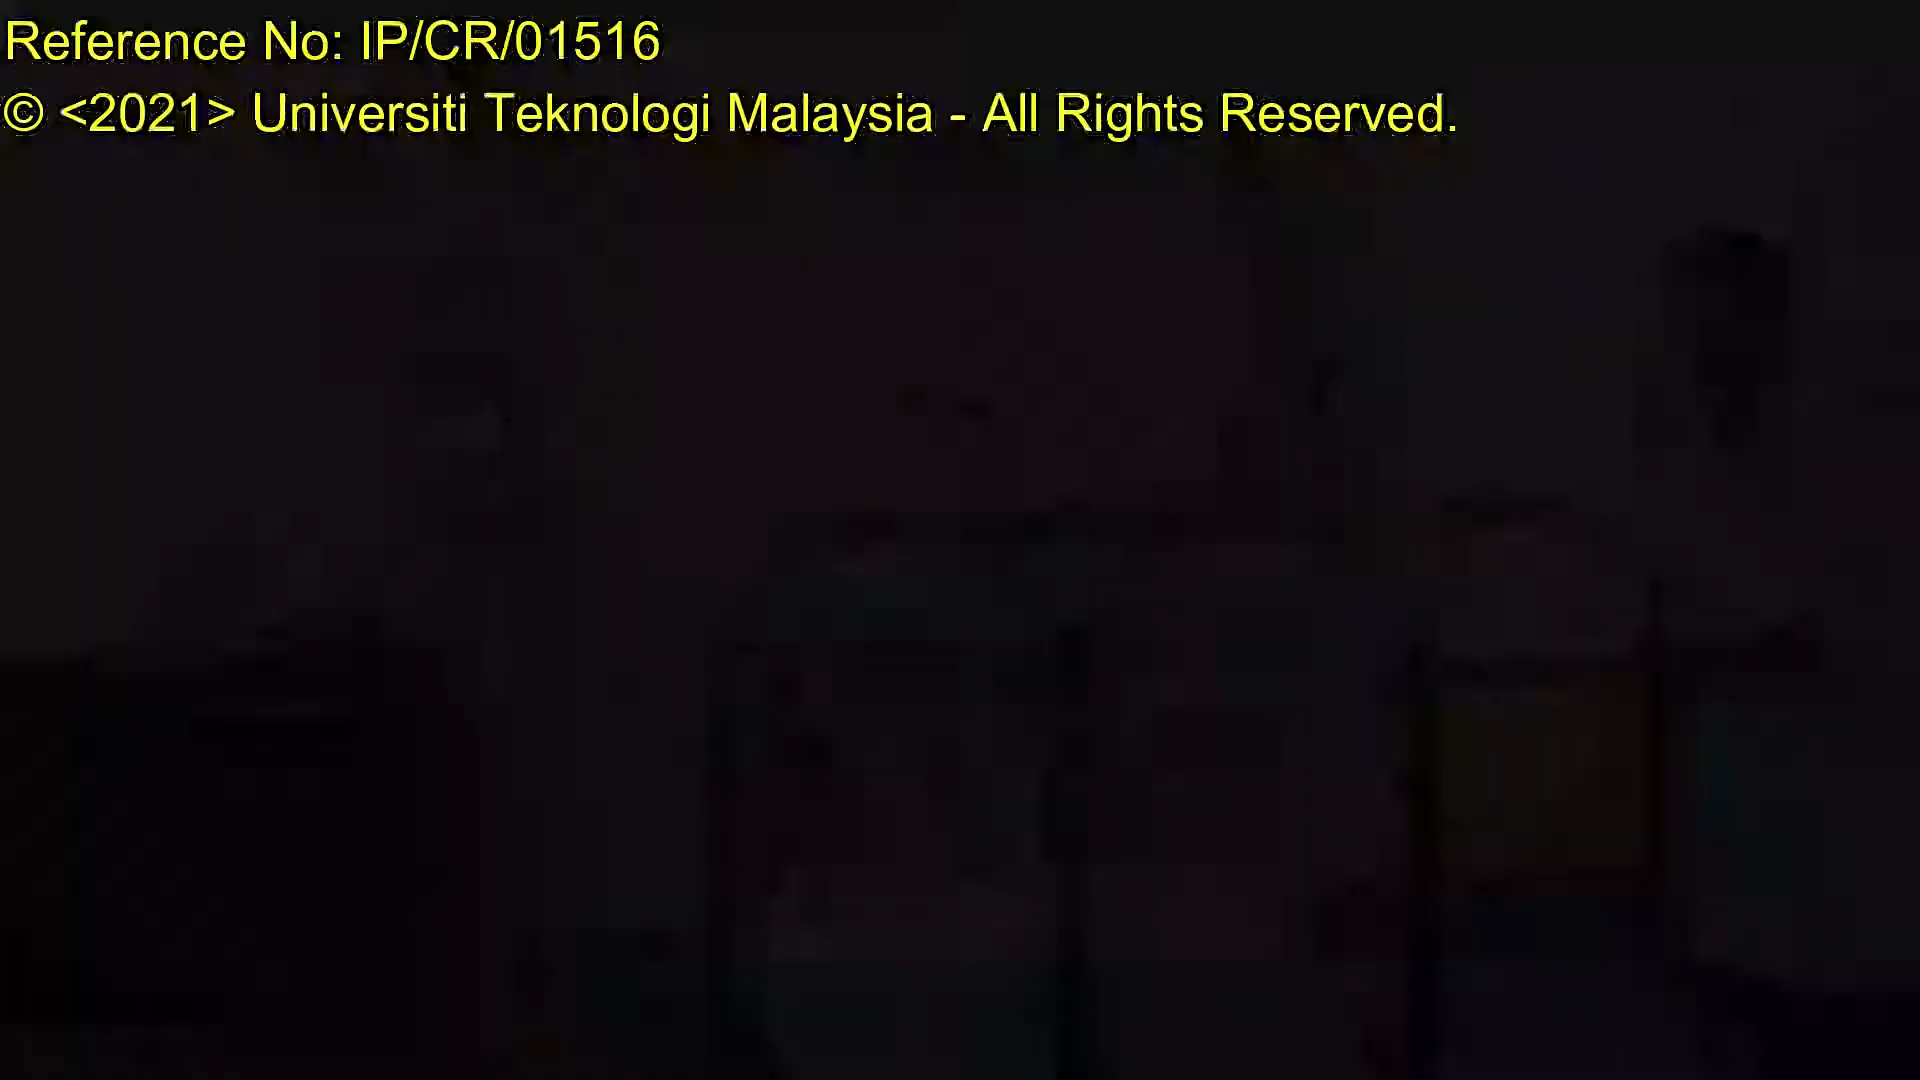 Reference No: IP/CR/01516
© <2021> Universiti Teknologi Malaysia - All Rights Reserved.